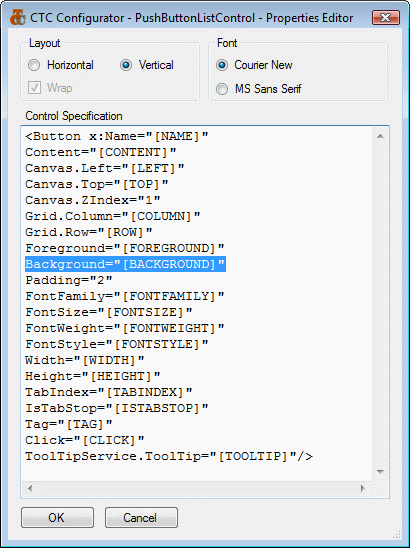 CTC Configurator - PushButtonListControl - Properties Editor
Layout
Font
Horizontal
Vertical
Courier New
Wrap
MS Sans Serif
Control Specification
<Button x:Name="[NAME]"
Content="[CONTENT]"
Canvas.Left="[LEFT]"
Canvas.Top="[TOP]"
Canvas.ZIndex="1"
Grid.Column="[COLUMN]"
Grid.Row="[ROW]"
Foreground="[FOREGROUND]"
Background="[BACKGROUND]"
Padding="2"
FontFamily="[FONTFAMILY]"
FontSize="[FONTSIZE]"
FontWeight="[FONTWEIGHT]"
FontStyle="[FONTSTYLE]"
Width="[WIDTH]"
Height="[HEIGHT]"
TabIndex="[TABINDEX]"
IsTabStop="[ISTABSTOP]"
Tag="[TAG]"
Click="[CLICK]"
ToolTipService.ToolTip="[TOOLTIP]"/>
OK
Cancel